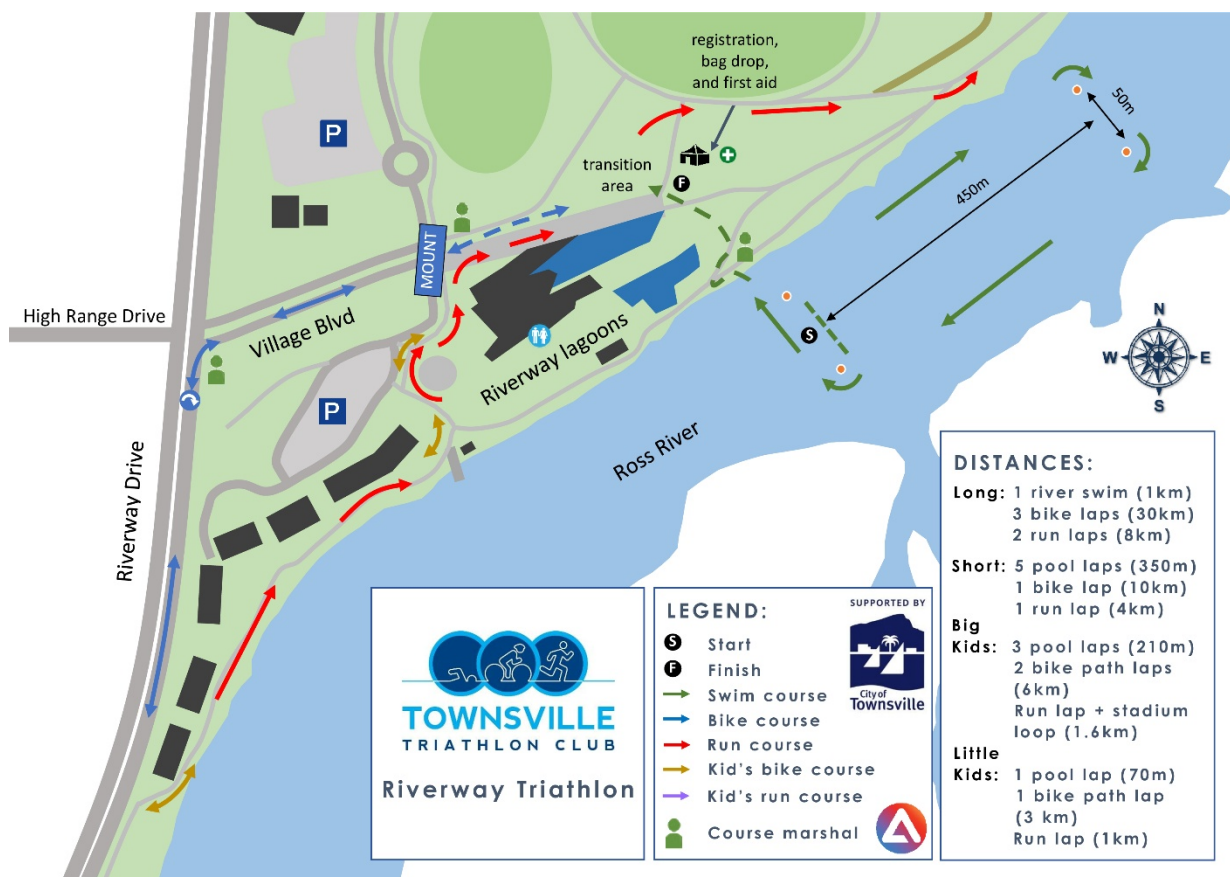 registration,
bag drop,
and first aid
P
50m
transition
area
F
450m
MOUNT
High Range Drive
Village Blvd
S
Riverway lagoons
N
W E
S
P
Ross River
Riverway Drive
TOWNSVILLE
TRIATHLON CLUB
Riverway Triathlon
LEGEND:
S Start
F Finish
Swim course
Bike course
Run course
Kid's bike course
Kid's run course
Course marshal
SUPPORTED BY
City of
Townsville
DISTANCES:
Long: 1 river swim (1km)
3 bike laps (30km)
2 run laps (8km)
Short: 5 pool laps (350m)
1 bike lap (10km)
1 run lap (4km)
Big
Kids: 3 pool laps (210m)
2 bike path laps
(6km)
Run lap + stadium
loop (1.6km)
Little
Kids: 1 pool lap (70m)
1 bike path lap
(3 km)
Run lap (1km)